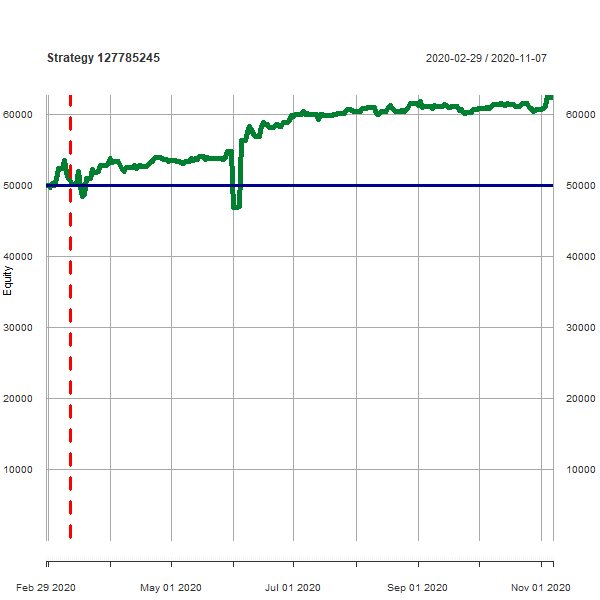 Strategy 127785245
2020-02-29 / 2020-11-07
60000
60000
50000
50000
40000
40000
Equity
30000
30000
20000
20000
10000
10000
Feb 29 2020
May 01 2020
Jul 01 2020
Sep 01 2020
Nov 01 2020